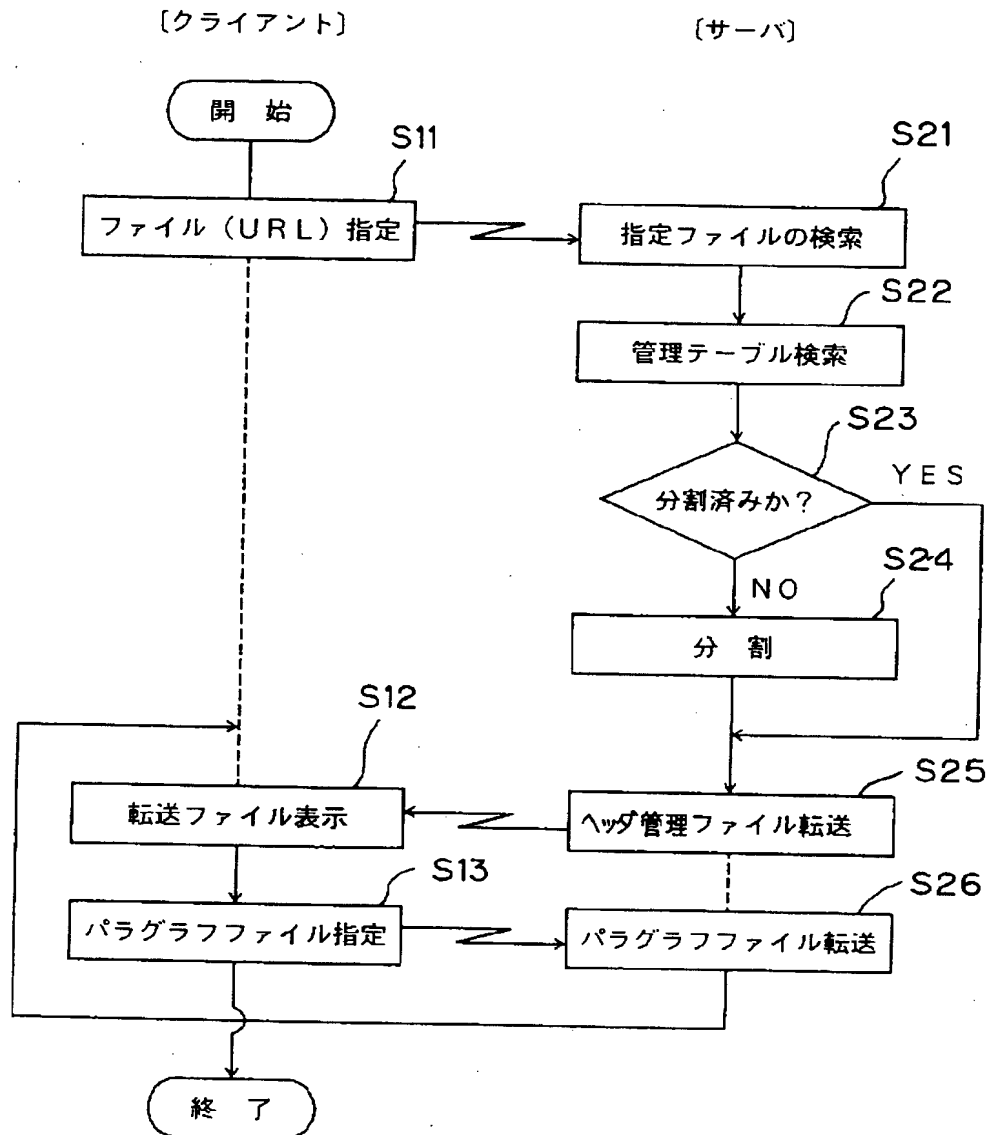 〔クライアント〕
〔サーバ〕
開 始
S11
ファイル（URL）指定
S21
指定ファイルの検索
S22
管理テーブル検索
S23
分割済みか？
YES
NO
S24
分 割
S12
転送ファイル表示
S25
ヘッダ管理ファイル転送
S13
パラグラフファイル指定
S26
パラグラフファイル転送
終 了